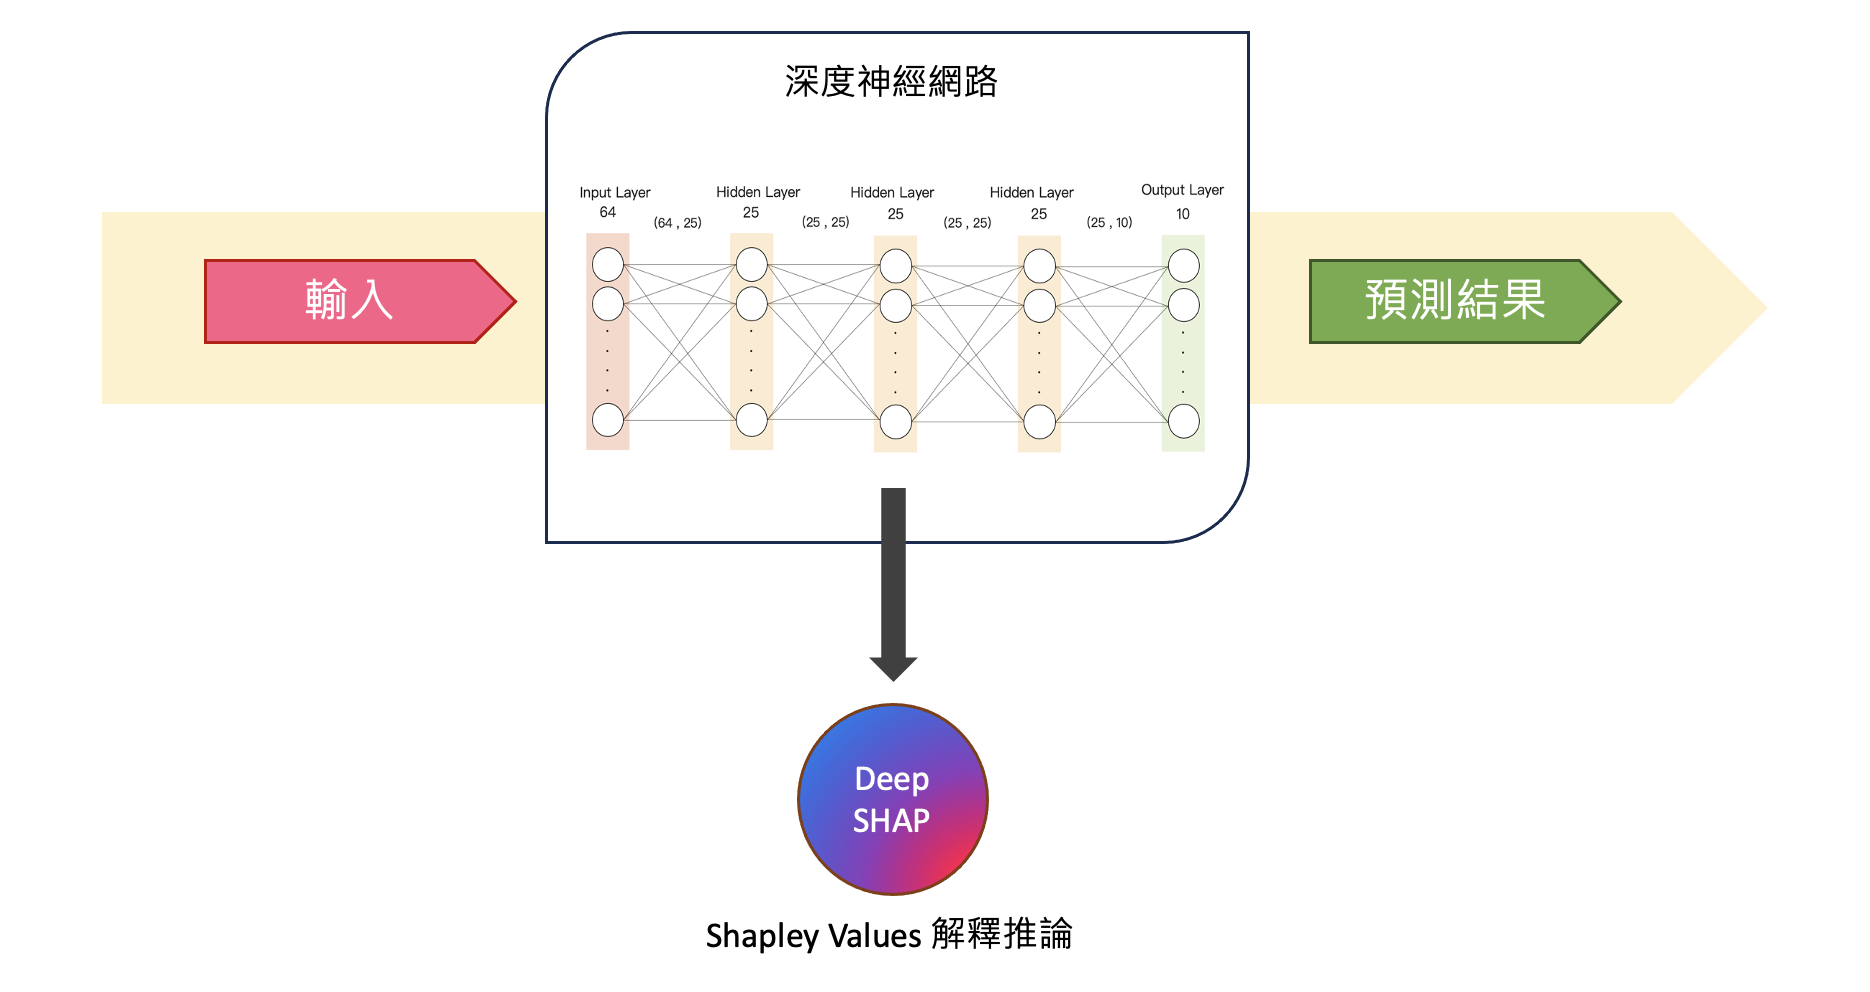 深度神經網路
Input Layer
64
(64 , 25)
Hidden Layer
25
(25 , 25)
Hidden Layer
25
(25 , 25)
Hidden Layer
25
(25 , 10)
Output Layer
10
輸入
預測結果
Deep
SHAP
Shapley Values 解釋推論